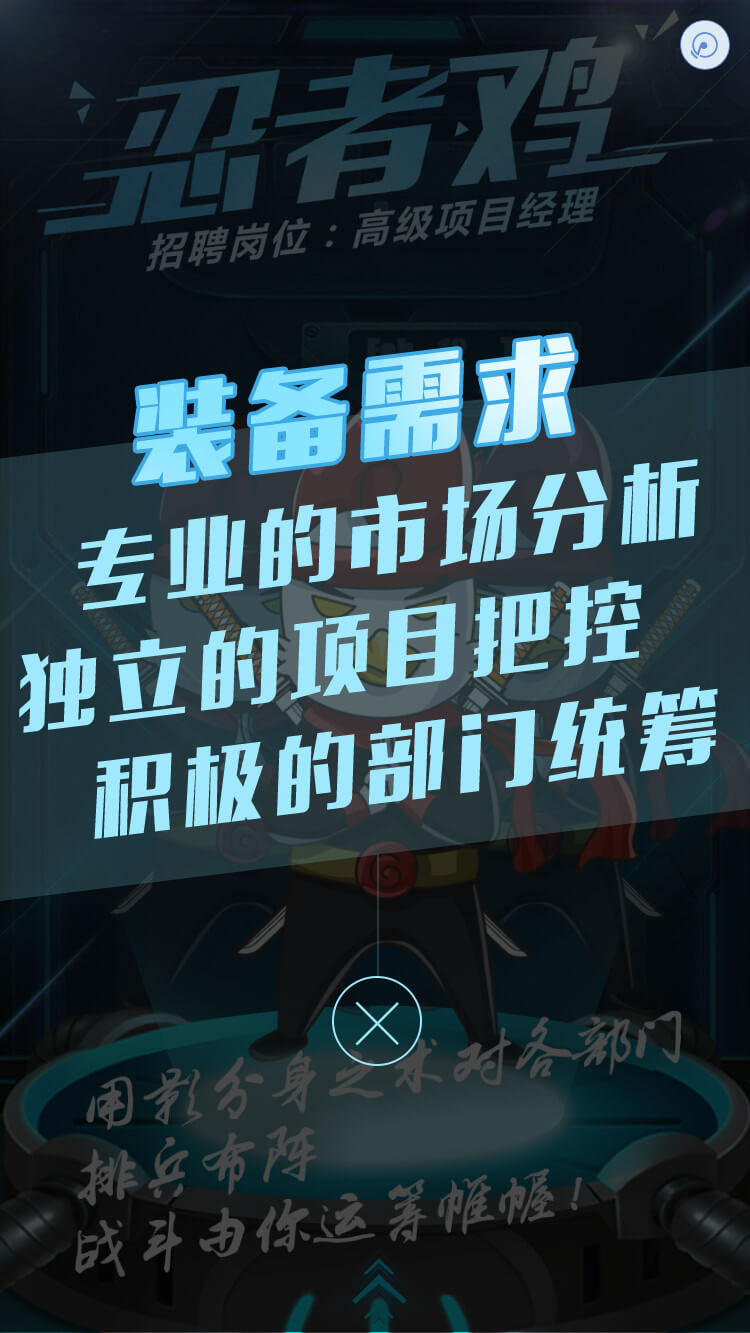 忍者鸡
招聘岗位：高级项目经理
装备需求
专业的市场分析
独立的项目把控
积极的部门统筹
用影分身之术对各部门
排兵布阵
战斗由你运筹帷幄！